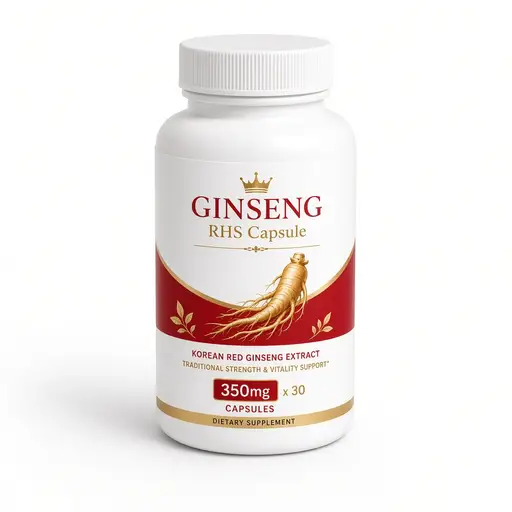 GINSENG
RHS Capsule
KOREAN RED GINSENG EXTRACT
TRADITIONAL STRENGTH & VITALITY SUPPORT*
350mg x 30
CAPSULES
DIETARY SUPPLEMENT